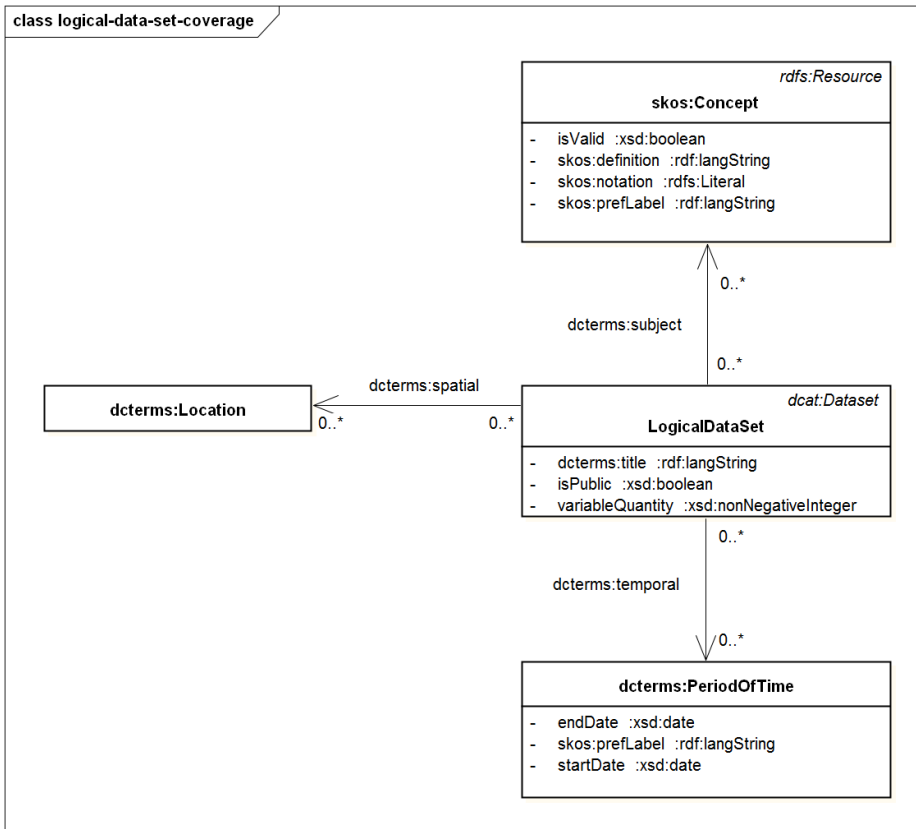 class logical-data-set-coverage
rdfs:Resource
skos:Concept
- isValid :xsd:boolean
- skos:definition :rdf:langString
- skos:notation :rdfs:Literal
- skos:prefLabel :rdf:langString
0..*
dcterms:subject
0..*
dcterms:spatial
dcterms:Location
0..*
0..*
dcat:Dataset
LogicalDataSet
- dcterms:title :rdf:langString
- isPublic :xsd:boolean
- variableQuantity :xsd:nonNegativeInteger
0..*
dcterms:temporal
0..*
dcterms:PeriodOfTime
- endDate :xsd:date
- skos:prefLabel :rdf:langString
- startDate :xsd:date